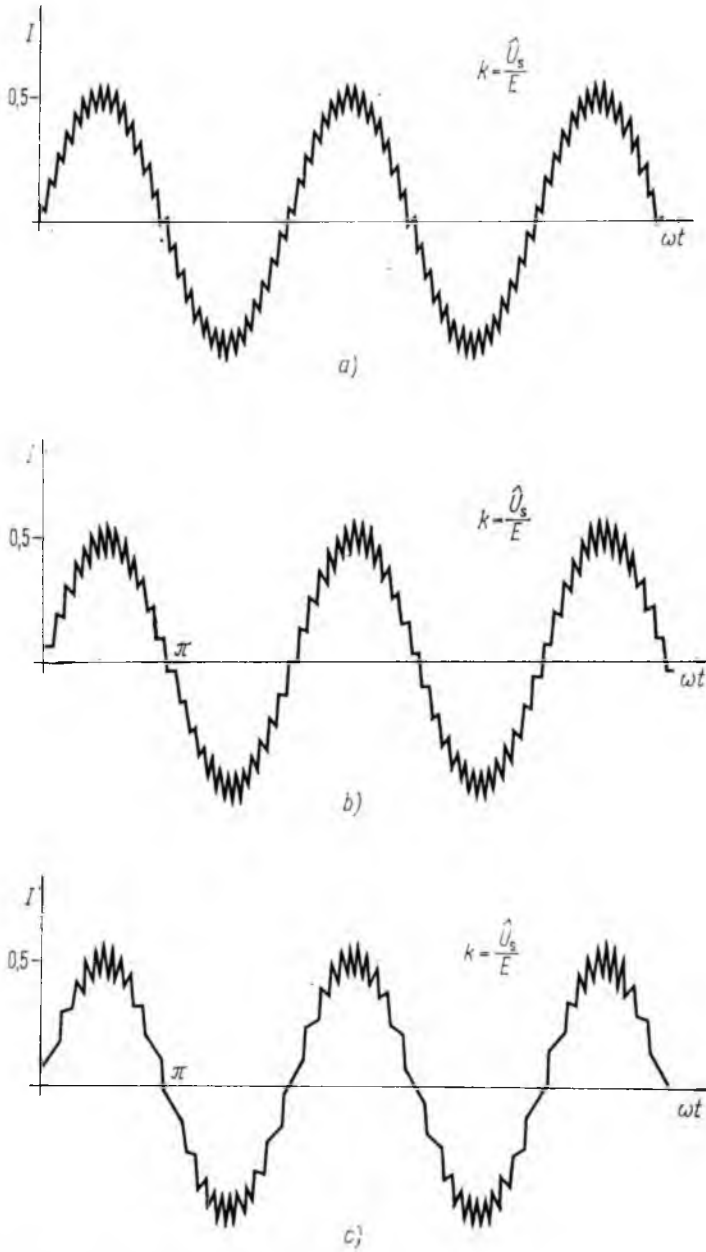 I
k = Û_s / E
0,5
ωt
a)
I
k = Û_s / E
0,5
π
ωt
b)
I
k = Û_s / E
0,5
π
ωt
c)